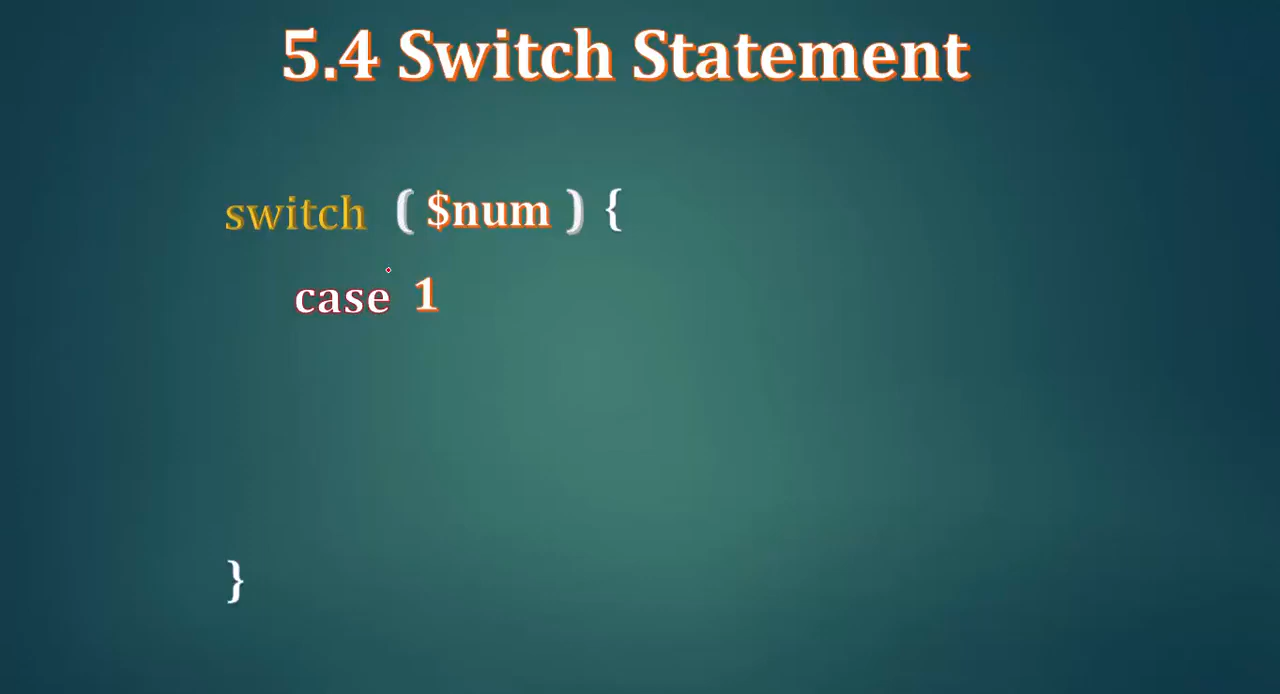 5.4 Switch Statement
switch ( $num ) {
case 1
}